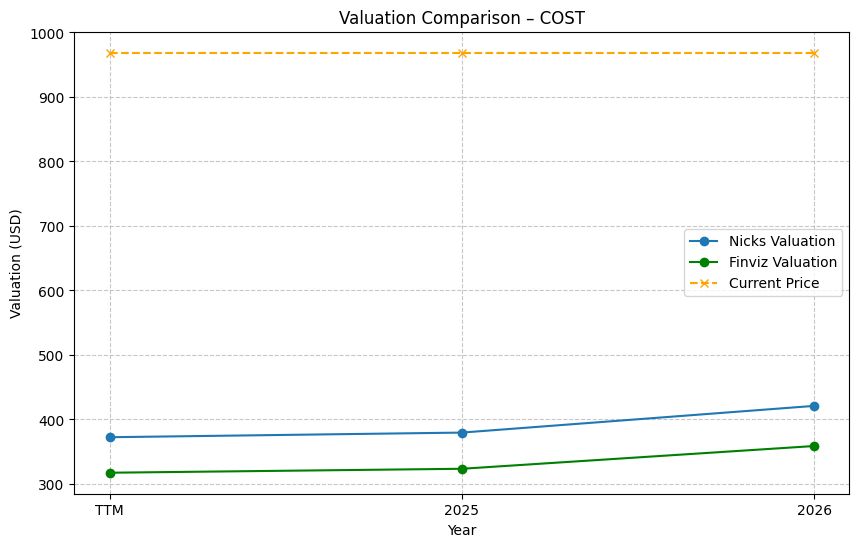 Valuation Comparison – COST
Valuation (USD)
1000
900
800
700
600
500
400
300
Nicks Valuation
Finviz Valuation
Current Price
TTM
2025
2026
Year